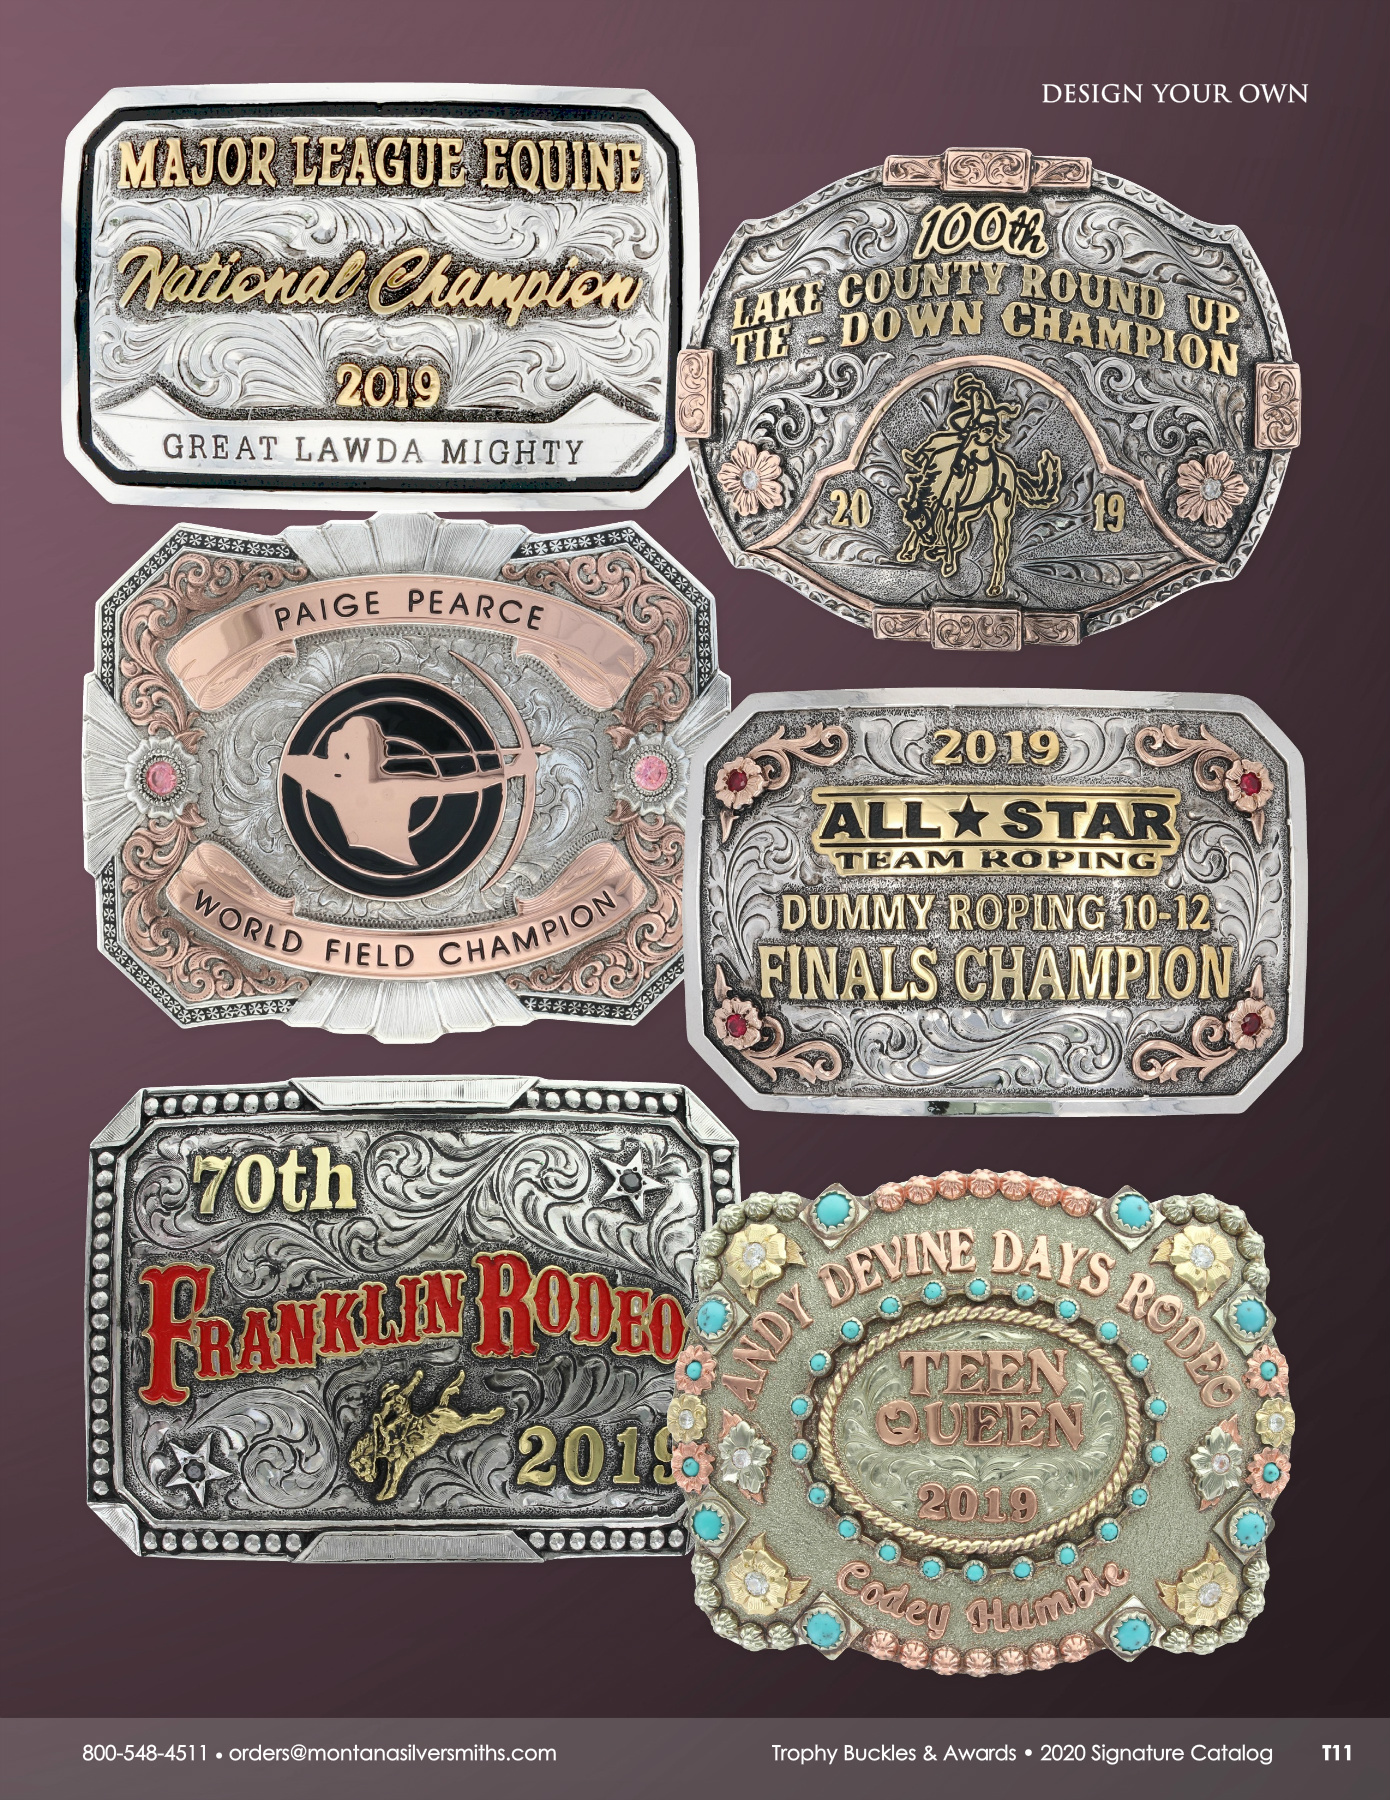 DESIGN YOUR OWN
MAJOR LEAGUE EQUINE
National Champion
2019
GREAT LAWDA MIGHTY
100th
LAKE COUNTY ROUND UP
TIE - DOWN CHAMPION
20 19
PAIGE PEARCE
WORLD FIELD CHAMPION
2019
ALL★STAR
TEAM ROPING
DUMMY ROPING 10-12
FINALS CHAMPION
70th
FRANKLIN RODEO
2019
ANDY DEVINE DAYS RODEO
TEEN
QUEEN
2019
Codey Humble
800-548-4511 • orders@montanasilversmiths.com
Trophy Buckles & Awards • 2020 Signature Catalog T11